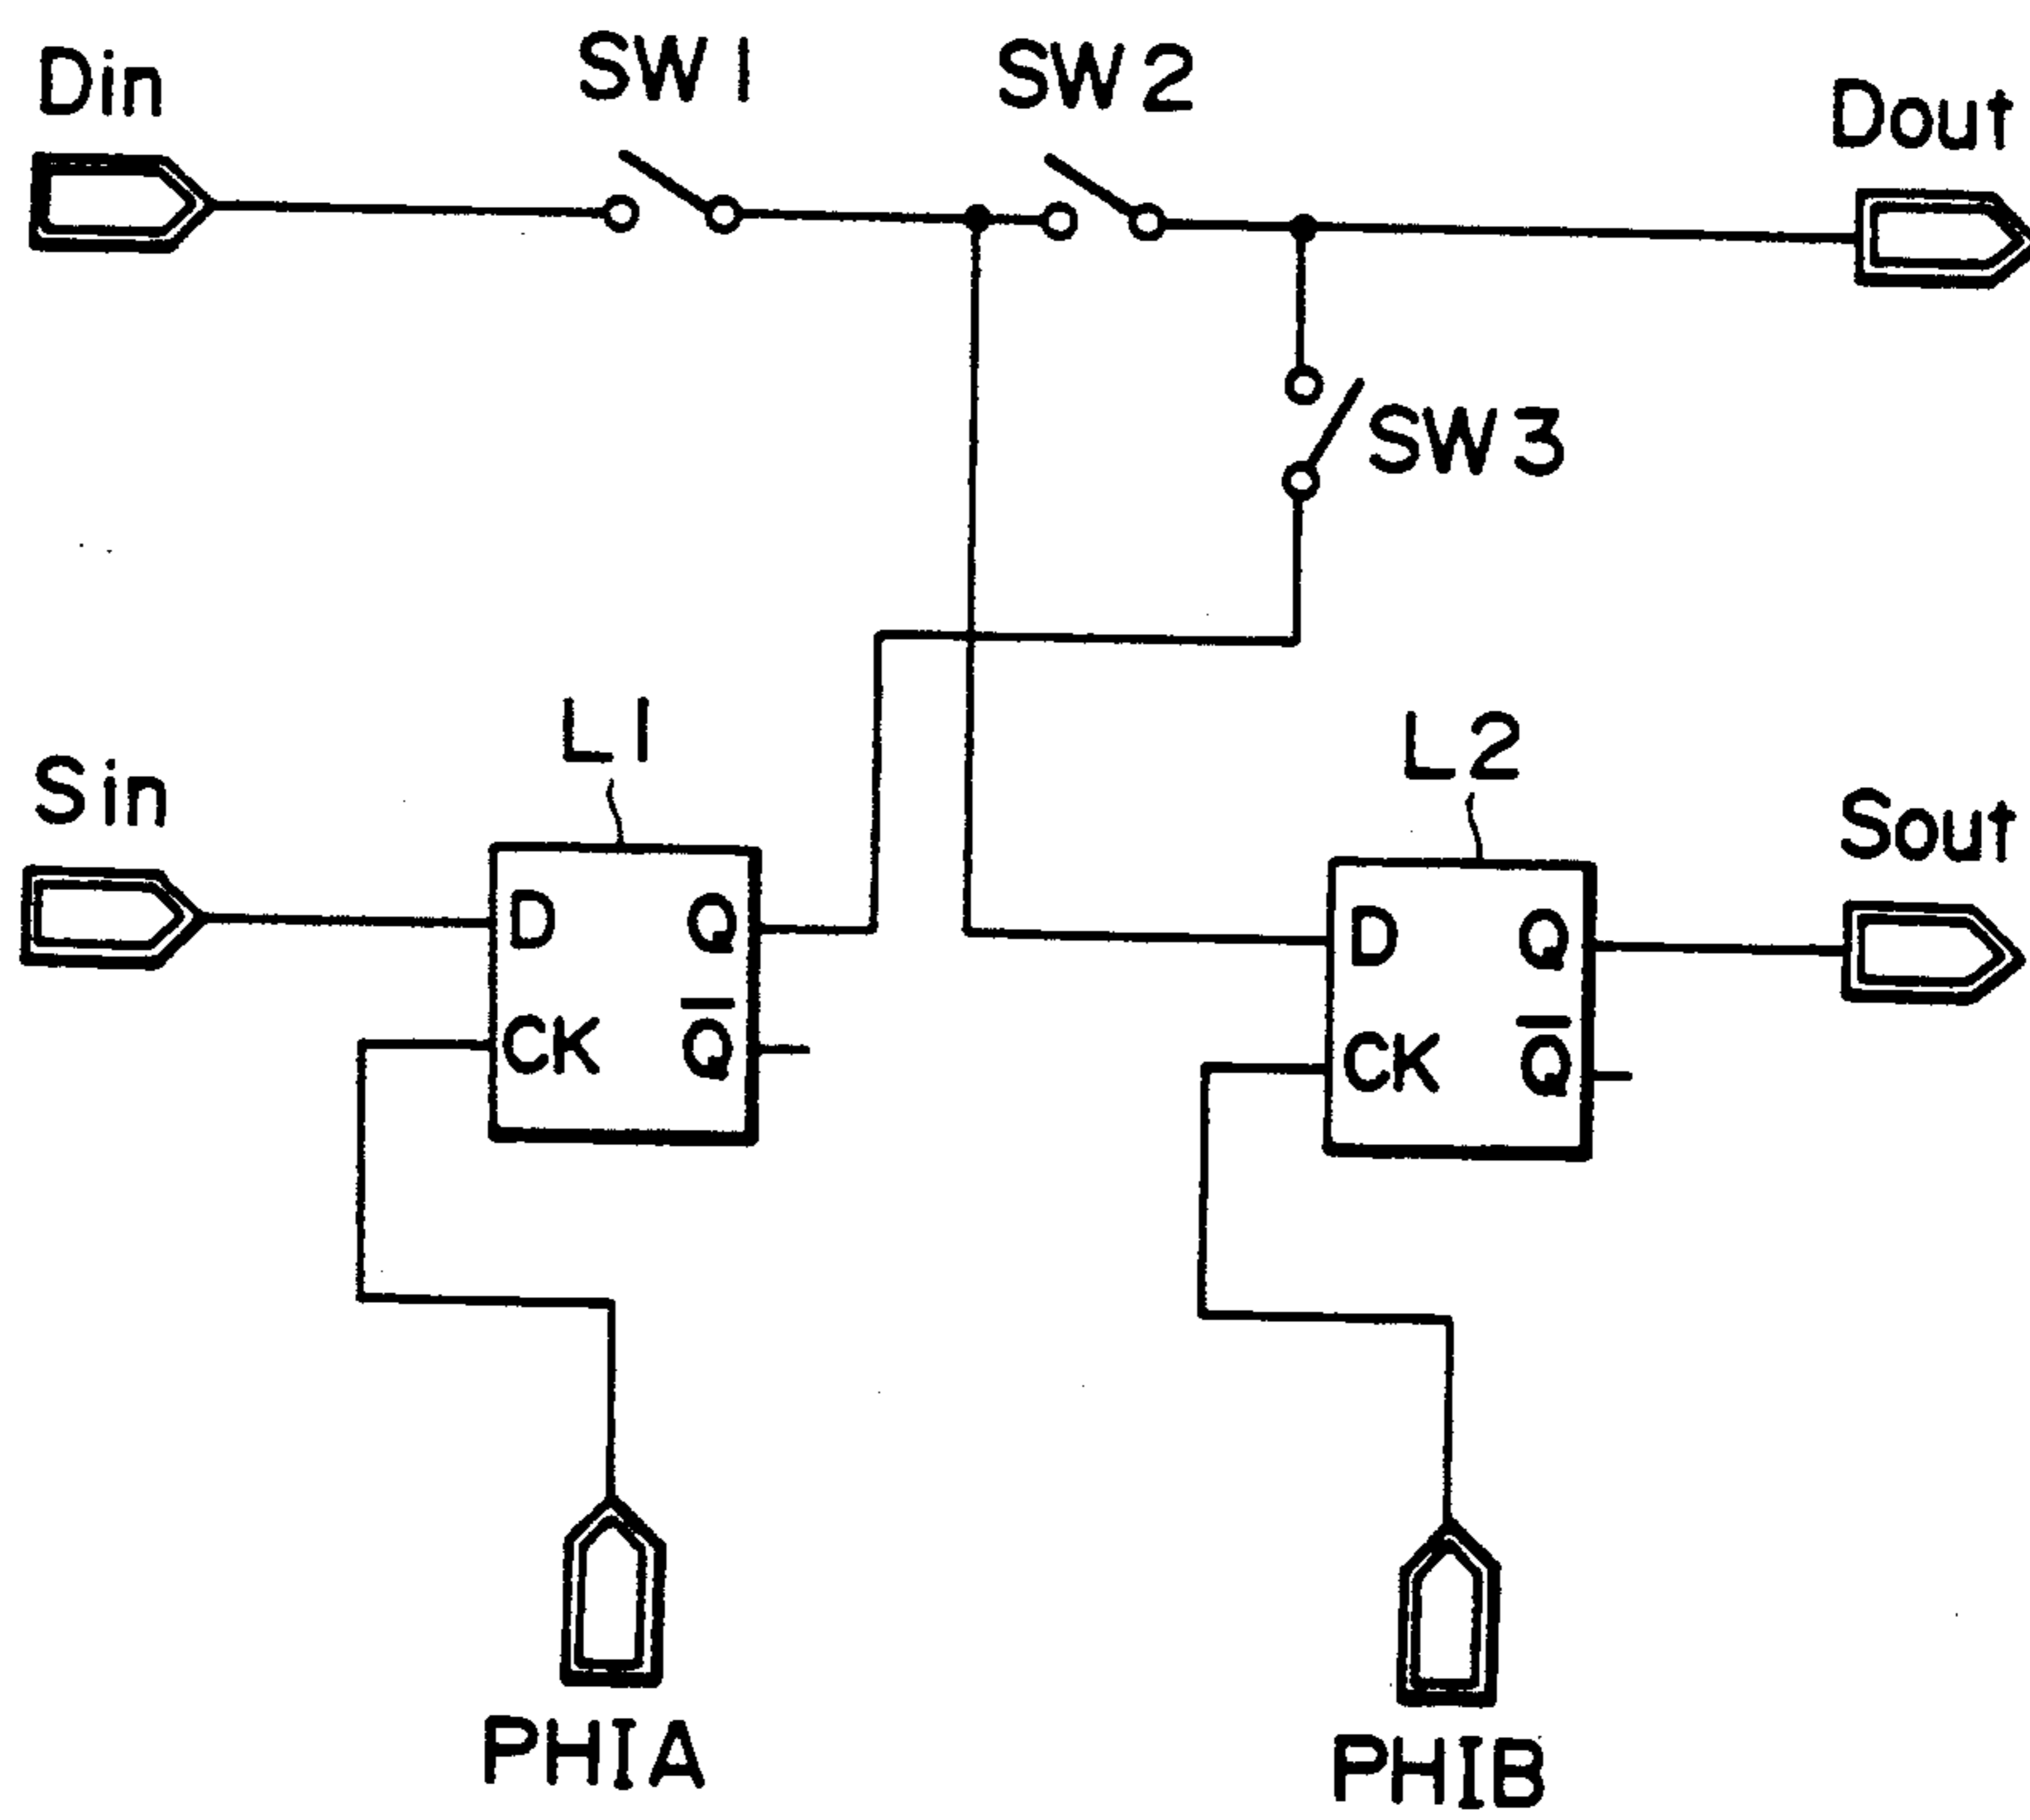 Din
SW1
SW2
Dout
SW3
L1
L2
Sin
Sout
D Q
CK Q̅
D Q
CK Q̅
PHIA
PHIB